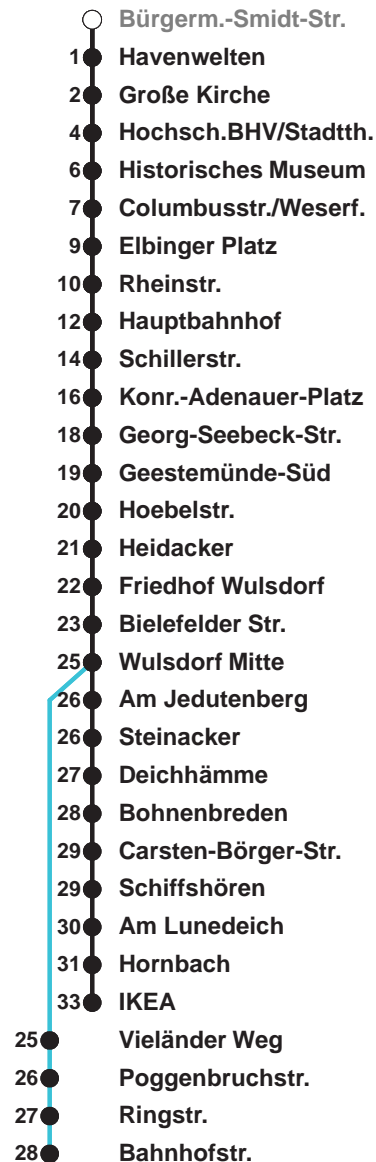 Bürgerm.-Smidt-Str.
1 Havenwelten
2 Große Kirche
4 Hochsch.BHV/Stadtth.
6 Historisches Museum
7 Columbusstr./Weserf.
9 Elbinger Platz
10 Rheinstr.
12 Hauptbahnhof
14 Schillerstr.
16 Konr.-Adenauer-Platz
18 Georg-Seebeck-Str.
19 Geestemünde-Süd
20 Hoebelstr.
21 Heidacker
22 Friedhof Wulsdorf
23 Bielefelder Str.
25 Wulsdorf Mitte
26 Am Jedutenberg
26 Steinacker
27 Deichhämme
28 Bohnenbreden
29 Carsten-Börger-Str.
29 Schiffshören
30 Am Lunedeich
31 Hornbach
33 IKEA
25 Vieländer Weg
26 Poggenbruchstr.
27 Ringstr.
28 Bahnhofstr.